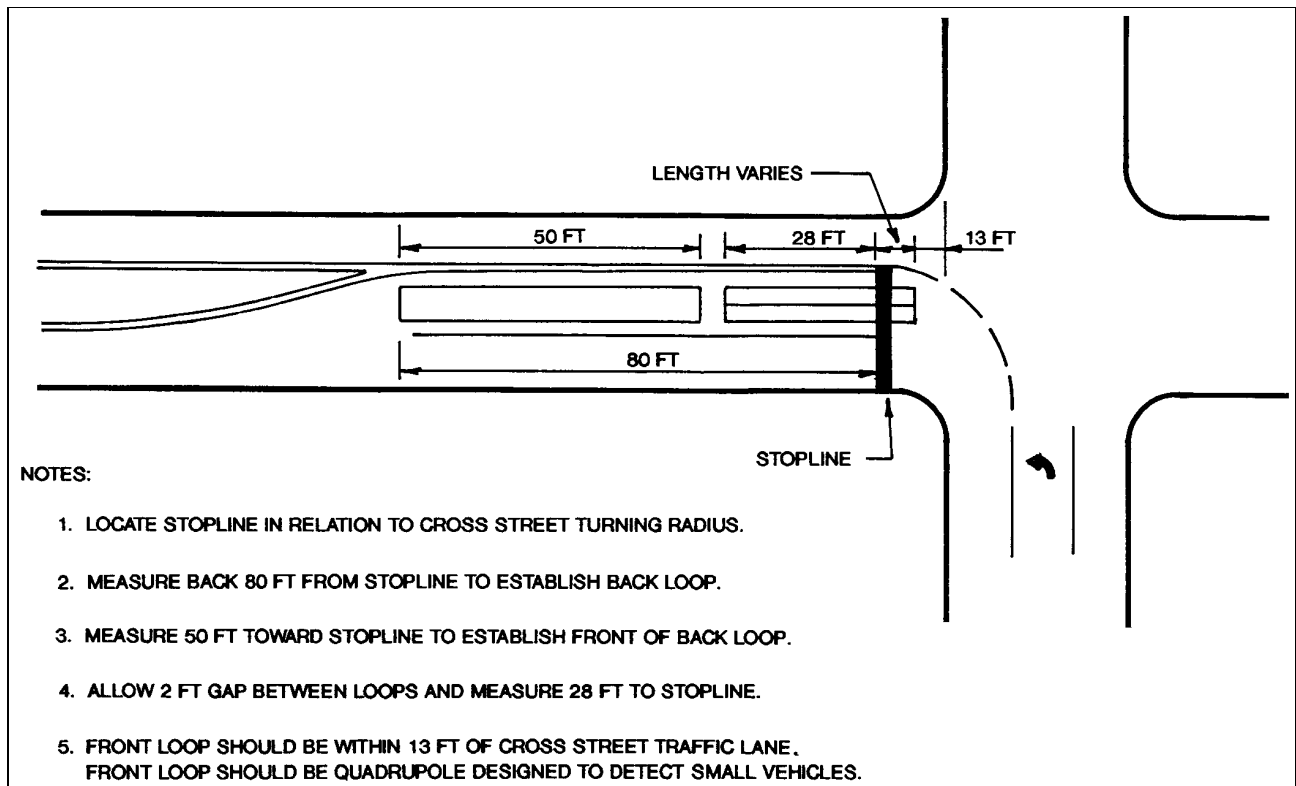 LENGTH VARIES
50 FT
28 FT
13 FT
80 FT
STOPLINE
NOTES:
1. LOCATE STOPLINE IN RELATION TO CROSS STREET TURNING RADIUS.
2. MEASURE BACK 80 FT FROM STOPLINE TO ESTABLISH BACK LOOP.
3. MEASURE 50 FT TOWARD STOPLINE TO ESTABLISH FRONT OF BACK LOOP.
4. ALLOW 2 FT GAP BETWEEN LOOPS AND MEASURE 28 FT TO STOPLINE.
5. FRONT LOOP SHOULD BE WITHIN 13 FT OF CROSS STREET TRAFFIC LANE.
FRONT LOOP SHOULD BE QUADRUPOLE DESIGNED TO DETECT SMALL VEHICLES.